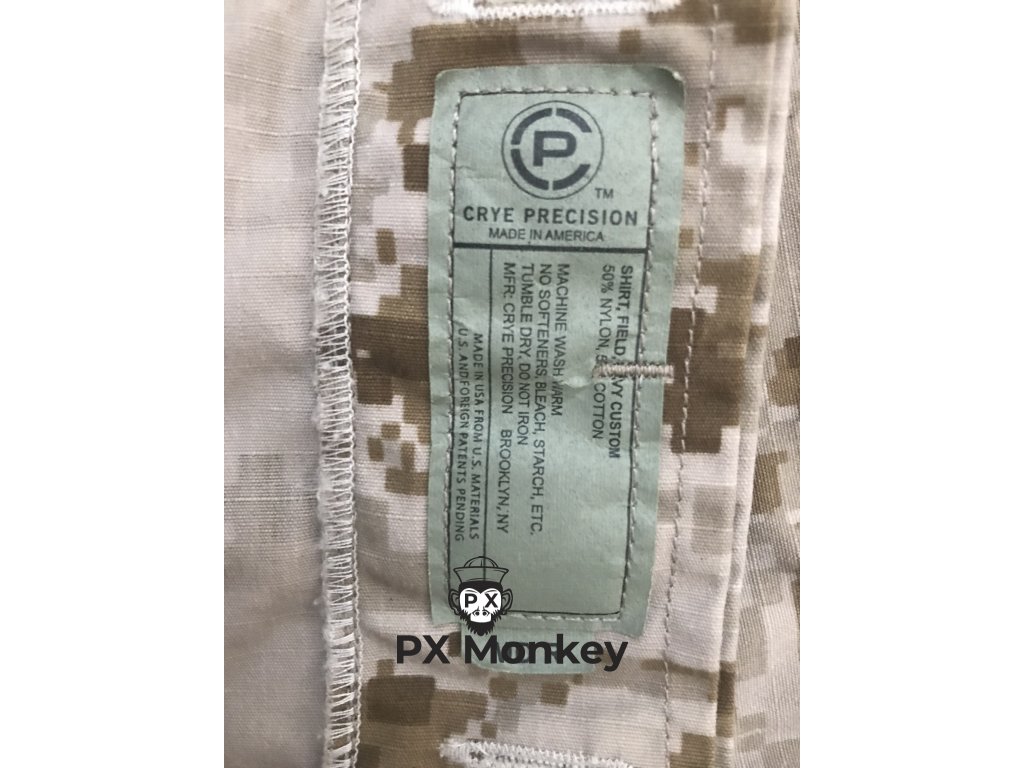 P
TM
CRYE PRECISION
MADE IN AMERICA
SHIRT, FIELD CUSTOM
50% NYLON, COTTON
MACHINE WASH WARM
NO SOFTENERS, BLEACH, STARCH, ETC.
TUMBLE DRY, DO NOT IRON
MFR: CRYE PRECISION BROOKLYN, NY
MADE IN USA FROM U.S. MATERIALS
U.S. AND FOREIGN PATENTS PENDING
PX
PX Monkey